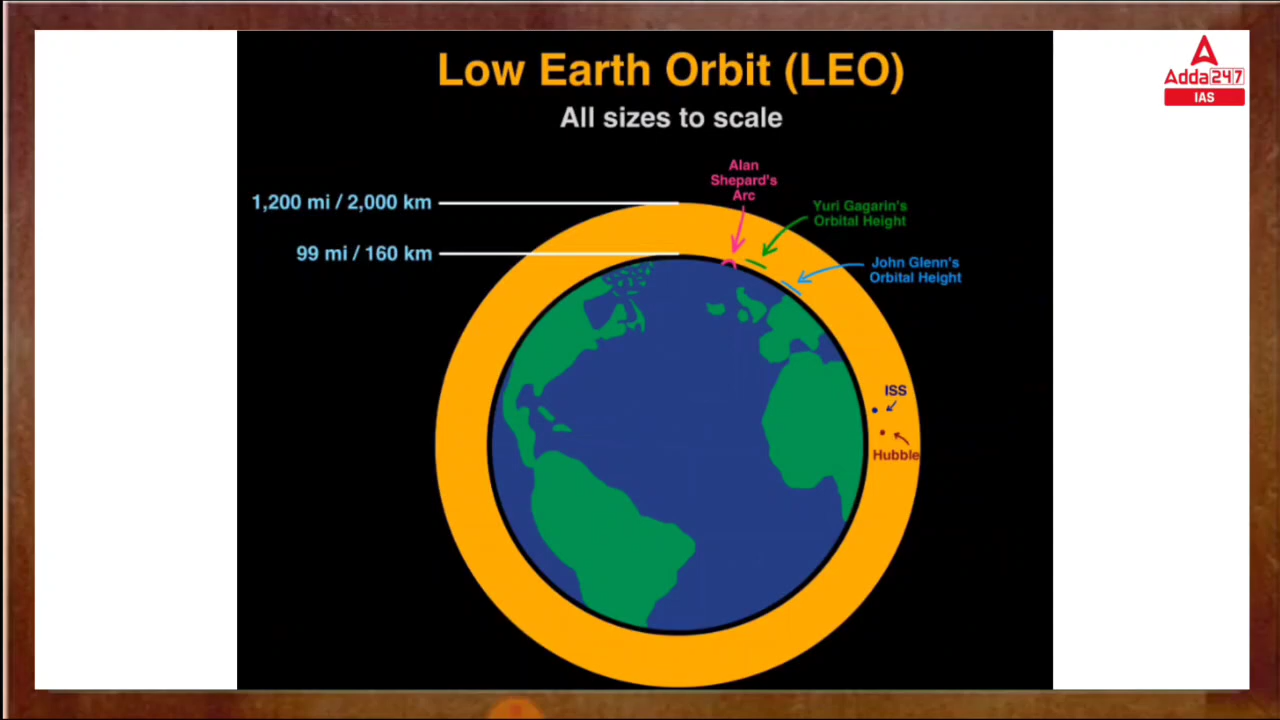 Low Earth Orbit (LEO)
All sizes to scale
Adda247
IAS
Alan
Shepard's
Arc
1,200 mi / 2,000 km
Yuri Gagarin's
Orbital Height
99 mi / 160 km
John Glenn's
Orbital Height
ISS
Hubble